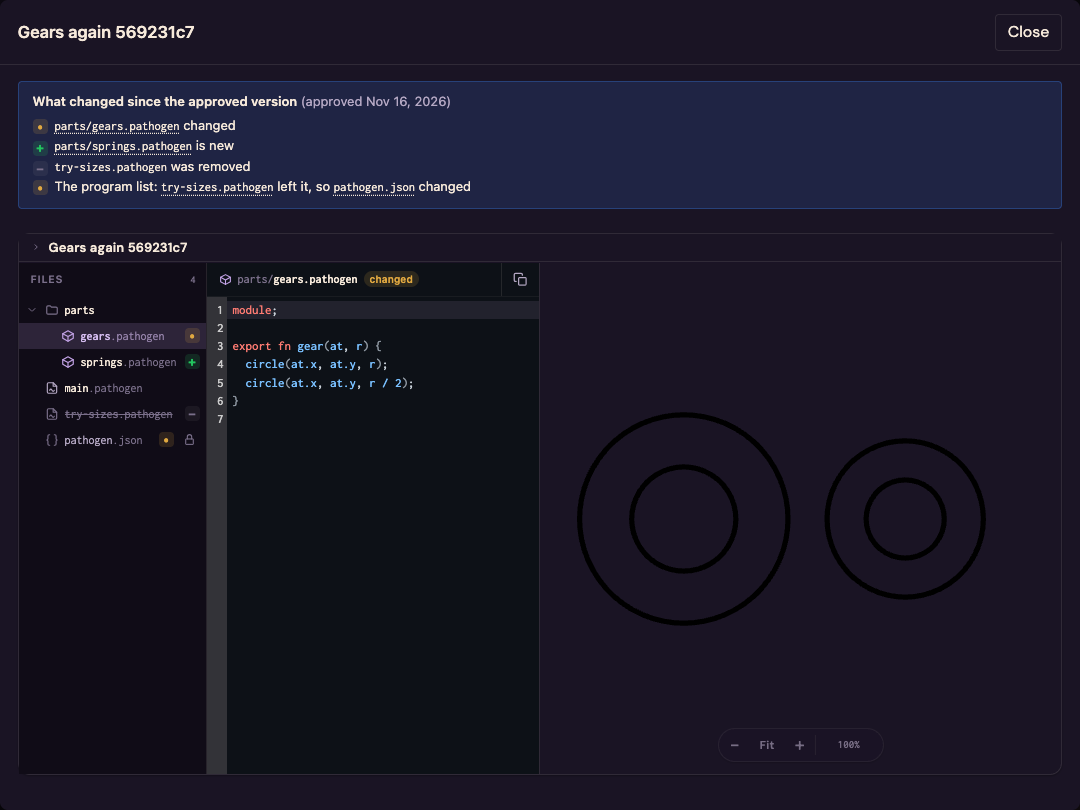 Gears again 569231c7
Close
What changed since the approved version (approved Nov 16, 2026)
parts/gears.pathogen changed
+ parts/springs.pathogen is new
− try-sizes.pathogen was removed
The program list: try-sizes.pathogen left it, so pathogen.json changed
Gears again 569231c7
FILES 4
parts/gears.pathogen changed
parts
gears.pathogen
springs.pathogen +
main.pathogen
try-sizes.pathogen −
{} pathogen.json
1 module;
2
3 export fn gear(at, r) {
4   circle(at.x, at.y, r);
5   circle(at.x, at.y, r / 2);
6 }
7
− Fit + 100%